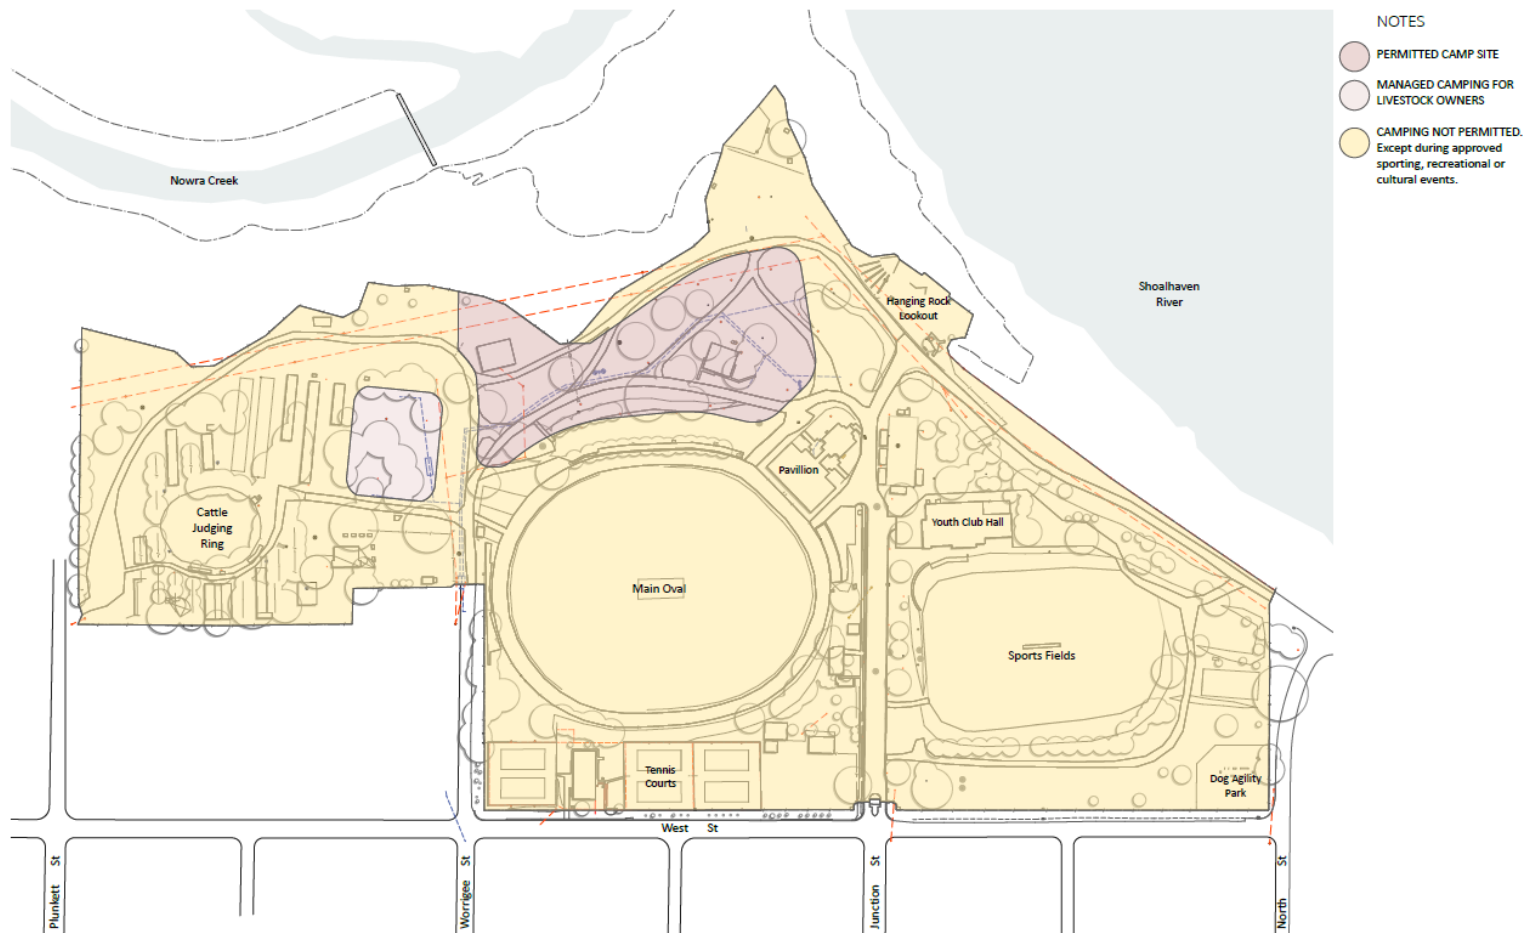 NOTES
PERMITTED CAMP SITE
MANAGED CAMPING FOR
LIVESTOCK OWNERS
CAMPING NOT PERMITTED.
Except during approved
sporting, recreational or
cultural events.
Nowra Creek
Shoalhaven
River
Hanging Rock
Lookout
Pavillion
Cattle
Judging
Ring
Youth Club Hall
Main Oval
Sports Fields
Tennis
Courts
Dog Agility
Park
West St
Plunkett St
Worrigee St
Junction St
North St